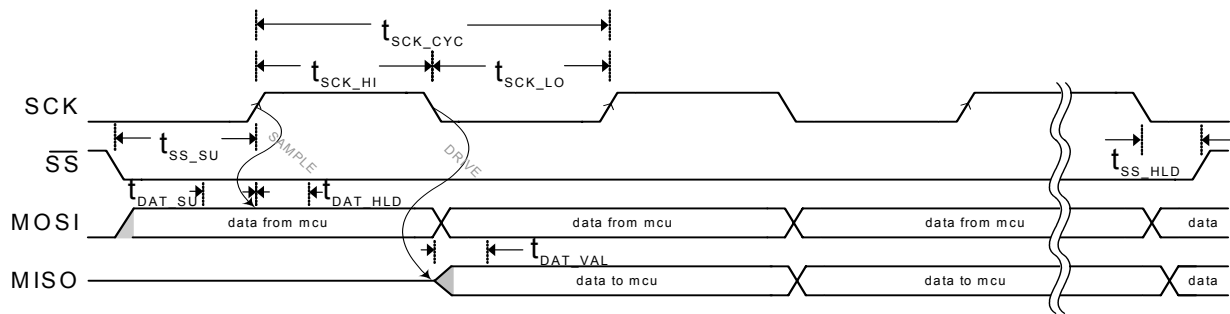 tSCK_CYC
tSCK_HI
tSCK_LO
SCK
SAMPLE
DRIVE
tSS_SU
SS
tSS_HLD
tDAT_SU
tDAT_HLD
MOSI
data from mcu
data from mcu
data from mcu
data
tDAT_VAL
MISO
data to mcu
data to mcu
data